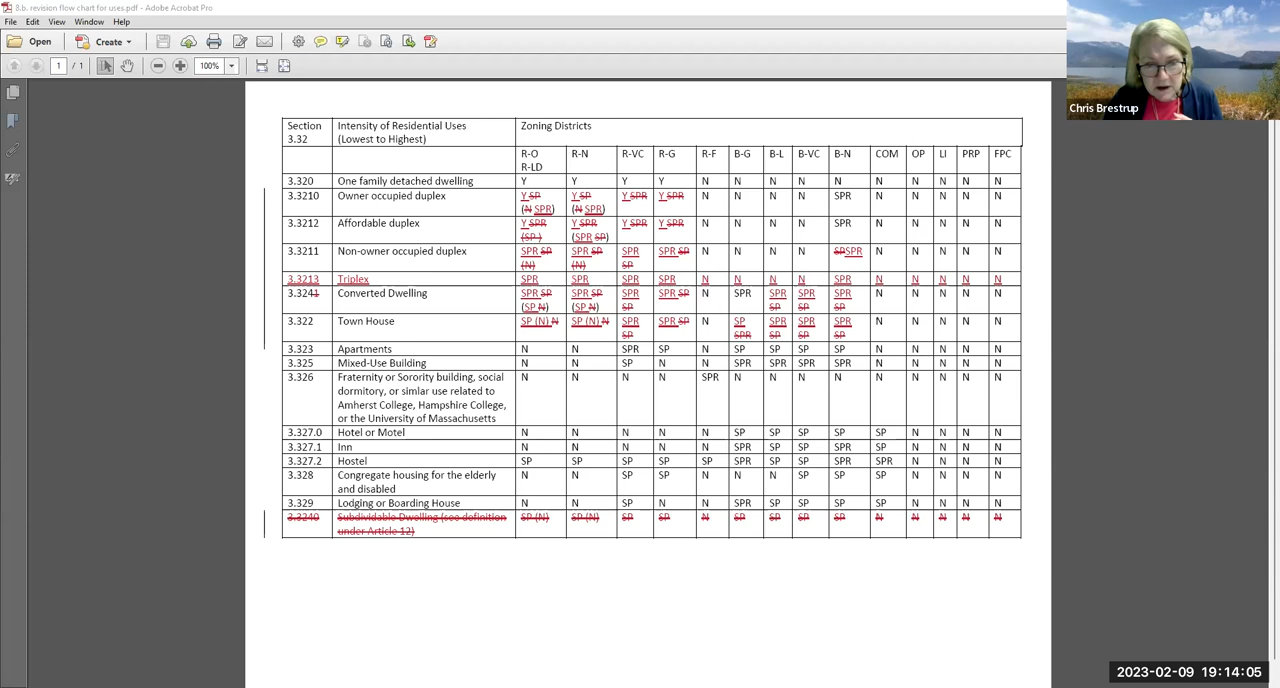 3.b. revision flow chart for uses.pdf - Adobe Acrobat Pro
File Edit View Window Help
Open Create
1 / 1 100%
Chris Brestrup
Section 3.32 Intensity of Residential Uses (Lowest to Highest) Zoning Districts
R-O R-LD R-N R-VC R-G R-F B-G B-L B-VC B-N COM OP LI PRP FPC
3.320 One family detached dwelling Y Y Y Y N N N N N N N N N N
3.3210 Owner occupied duplex Y SP (N SPR) Y SP (N SPR) Y SPR Y SPR N N N N SPR N N N N N
3.3212 Affordable duplex Y SPR (SP ) Y SPR (SPR SP) Y SPR Y SPR N N N N SPR N N N N N
3.3211 Non-owner occupied duplex SPR SP (N) SPR SP (N) SPR SP SPR SP N N N N SPSPR N N N N N
3.3213 Triplex SPR SPR SPR SPR N N N N SPR N N N N N
3.3241 Converted Dwelling SPR SP (SP N) SPR SP (SP N) SPR SP SPR SP N SPR SPR SP SPR SP SPR SP N N N N N
3.322 Town House SP (N) N SP (N) N SPR SP SPR SP N SP SPR SPR SP SPR SP SPR SP N N N N N
3.323 Apartments N N SPR SP N SP SP SP SP N N N N N
3.325 Mixed-Use Building N N SP N N SPR SPR SPR SPR N N N N N
3.326 Fraternity or Sorority building, social dormitory, or simlar use related to Amherst College, Hampshire College, or the University of Massachusetts N N N N SPR N N N N N N N N N
3.327.0 Hotel or Motel N N N N N SP SP SP SP SP N N N N
3.327.1 Inn N N N N N SPR SP SP SPR SP N N N N
3.327.2 Hostel SP SP SP SP SP SPR SP SP SPR SPR N N N N
3.328 Congregate housing for the elderly and disabled N N SP SP N N N SP SP SP N N N N
3.329 Lodging or Boarding House N N SP N N SPR SP SP SP SP N N N N
3.3240 Subdividable Dwelling (see definition under Article 12) SP (N) SP (N) SP SP N SP SP SP SP N N N N N
2023-02-09 19:14:05